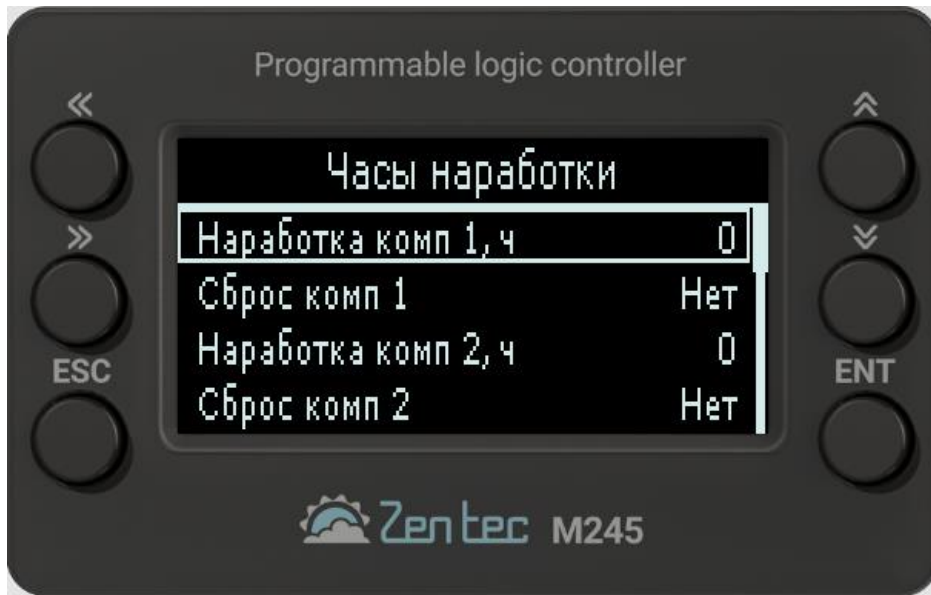 Programmable logic controller
Часы наработки
Наработка комп 1, ч 0
Сброс комп 1 Нет
Наработка комп 2, ч 0
Сброс комп 2 Нет
ESC
ENT
Zentec M245